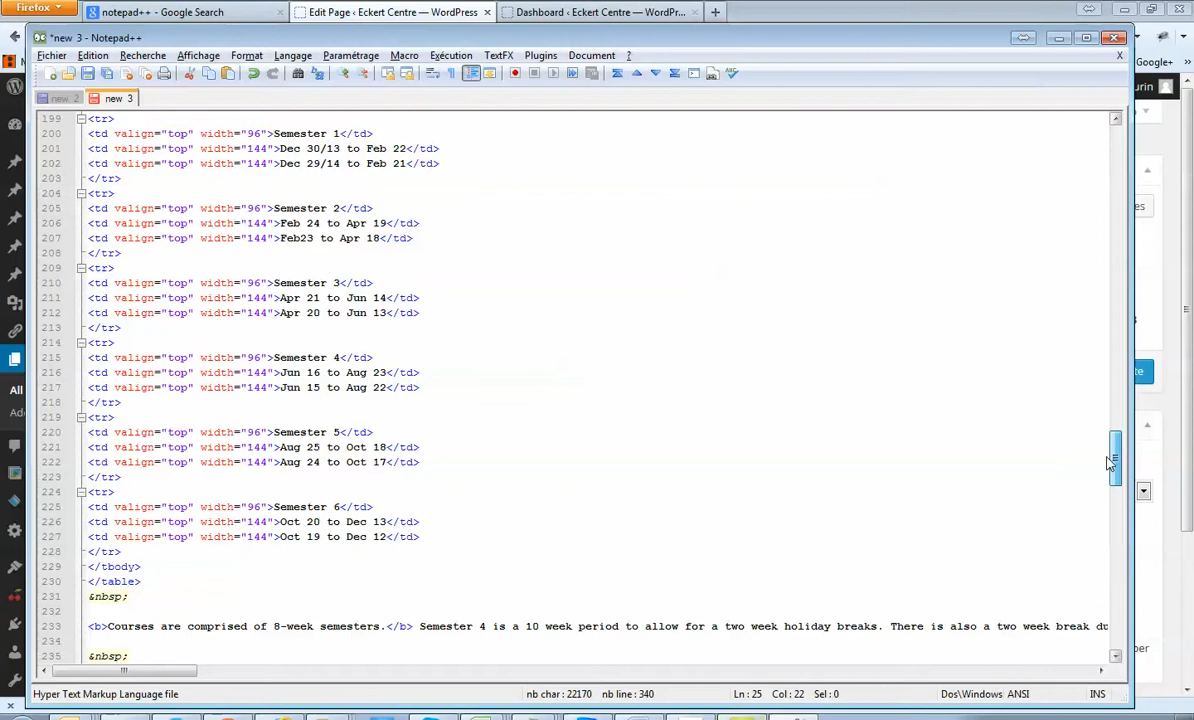 Firefox
notepad++ - Google Search
Edit Page ‹ Eckert Centre — WordPress
Dashboard ‹ Eckert Centre — WordPr...
*new 3 - Notepad++
Google+
Fichier Edition Recherche Affichage Format Langage Paramétrage Macro Exécution TextFX Plugins Document ? X
urin
new 2
new 3
199 <tr>
200 <td valign="top" width="96">Semester 1</td>
201 <td valign="top" width="144">Dec 30/13 to Feb 22</td>
202 <td valign="top" width="144">Dec 29/14 to Feb 21</td>
203 </tr>
204 <tr>
205 <td valign="top" width="96">Semester 2</td>
206 <td valign="top" width="144">Feb 24 to Apr 19</td>
207 <td valign="top" width="144">Feb23 to Apr 18</td>
208 </tr>
209 <tr>
210 <td valign="top" width="96">Semester 3</td>
211 <td valign="top" width="144">Apr 21 to Jun 14</td>
212 <td valign="top" width="144">Apr 20 to Jun 13</td>
213 </tr>
214 <tr>
215 <td valign="top" width="96">Semester 4</td>
216 <td valign="top" width="144">Jun 16 to Aug 23</td>
217 <td valign="top" width="144">Jun 15 to Aug 22</td>
218 </tr>
219 <tr>
220 <td valign="top" width="96">Semester 5</td>
221 <td valign="top" width="144">Aug 25 to Oct 18</td>
222 <td valign="top" width="144">Aug 24 to Oct 17</td>
223 </tr>
224 <tr>
225 <td valign="top" width="96">Semester 6</td>
226 <td valign="top" width="144">Oct 20 to Dec 13</td>
227 <td valign="top" width="144">Oct 19 to Dec 12</td>
228 </tr>
229 </tbody>
230 </table>
231 &nbsp;
232
233 <b>Courses are comprised of 8-week semesters.</b> Semester 4 is a 10 week period to allow for a two week holiday breaks. There is also a two week break du
234
235 &nbsp;
All
Ad
es
te
per
Hyper Text Markup Language file
nb char : 22170 nb line : 340
Ln : 25 Col : 22 Sel : 0
Dos\Windows
ANSI
INS